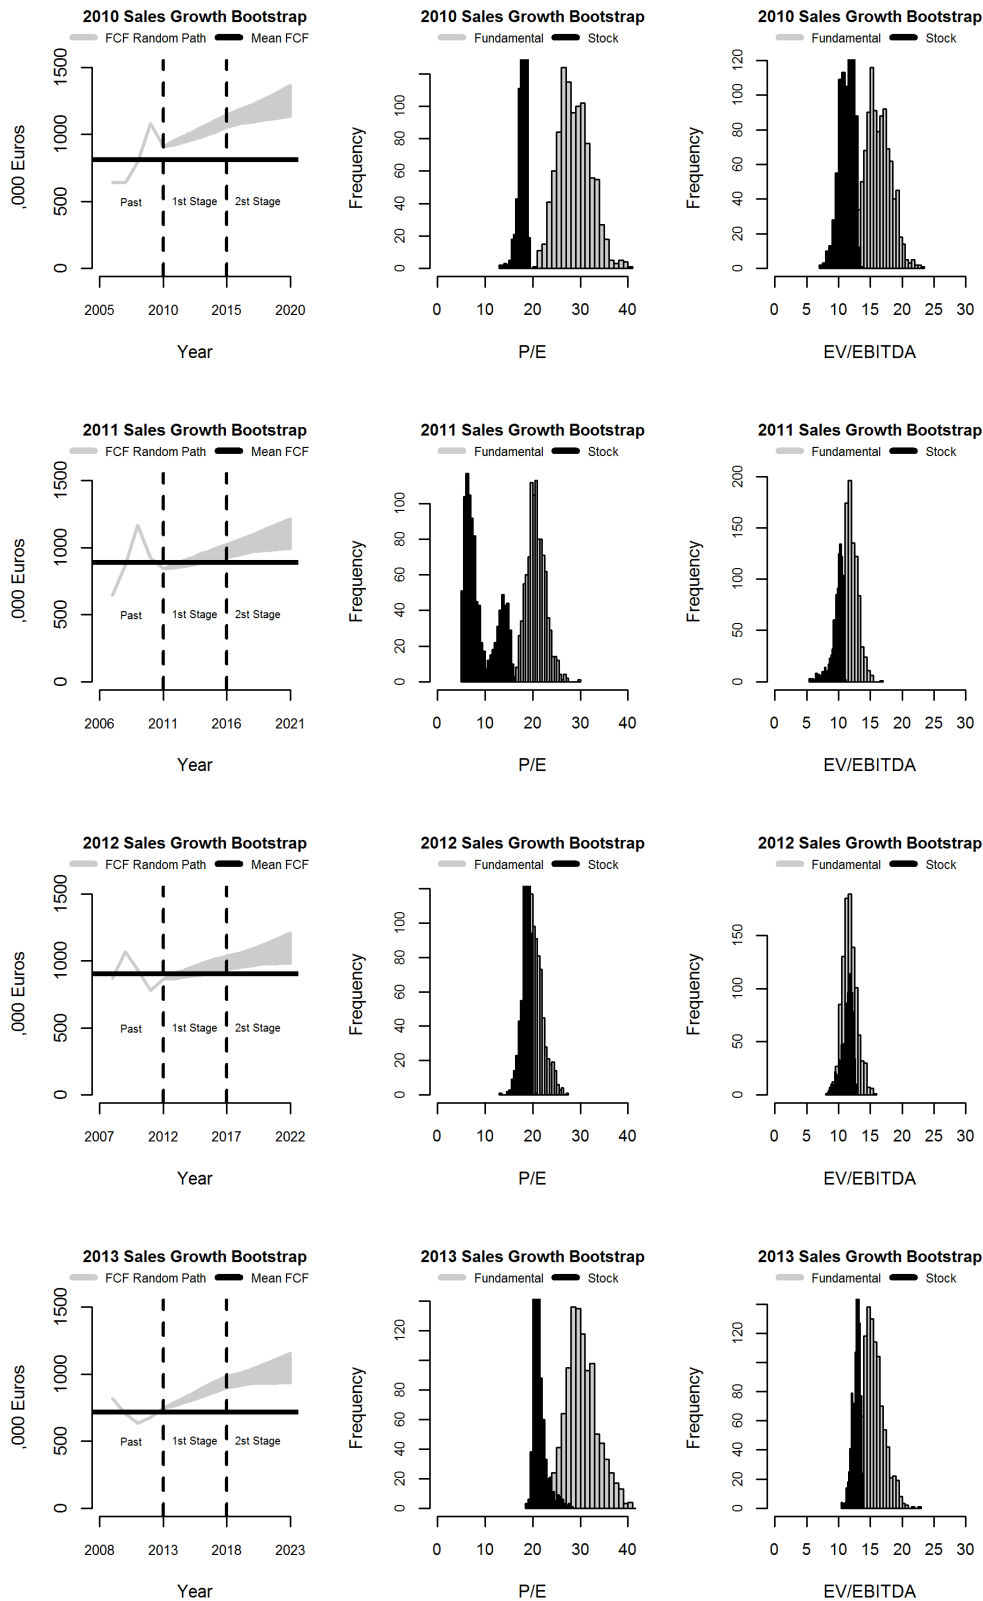 2010 Sales Growth Bootstrap
FCF Random Path Mean FCF
,000 Euros
0 500 1000 1500
Past 1st Stage 2st Stage
2005 2010 2015 2020
Year
2010 Sales Growth Bootstrap
Fundamental Stock
Frequency
0 20 40 60 80 100
0 10 20 30 40
P/E
2010 Sales Growth Bootstrap
Fundamental Stock
0 20 40 60 80 100 120
0 5 10 15 20 25 30
EV/EBITDA
2011 Sales Growth Bootstrap
FCF Random Path Mean FCF
,000 Euros
0 500 1000 1500
Past 1st Stage 2st Stage
2006 2011 2016 2021
Year
2011 Sales Growth Bootstrap
Fundamental Stock
Frequency
0 20 40 60 80 100
0 10 20 30 40
P/E
2011 Sales Growth Bootstrap
Fundamental Stock
Frequency
0 50 100 150 200
0 5 10 15 20 25 30
EV/EBITDA
2012 Sales Growth Bootstrap
FCF Random Path Mean FCF
,000 Euros
0 500 1000 1500
Past 1st Stage 2st Stage
2007 2012 2017 2022
Year
2012 Sales Growth Bootstrap
Fundamental Stock
Frequency
0 20 40 60 80 100
0 10 20 30 40
P/E
2012 Sales Growth Bootstrap
Fundamental Stock
Frequency
0 50 100 150
0 5 10 15 20 25 30
EV/EBITDA
2013 Sales Growth Bootstrap
FCF Random Path Mean FCF
,000 Euros
0 500 1000 1500
Past 1st Stage 2st Stage
2008 2013 2018 2023
Year
2013 Sales Growth Bootstrap
Fundamental Stock
Frequency
0 20 40 60 80 120
0 10 20 30 40
P/E
2013 Sales Growth Bootstrap
Fundamental Stock
Frequency
0 20 40 60 80 120
0 5 10 15 20 25 30
EV/EBITDA